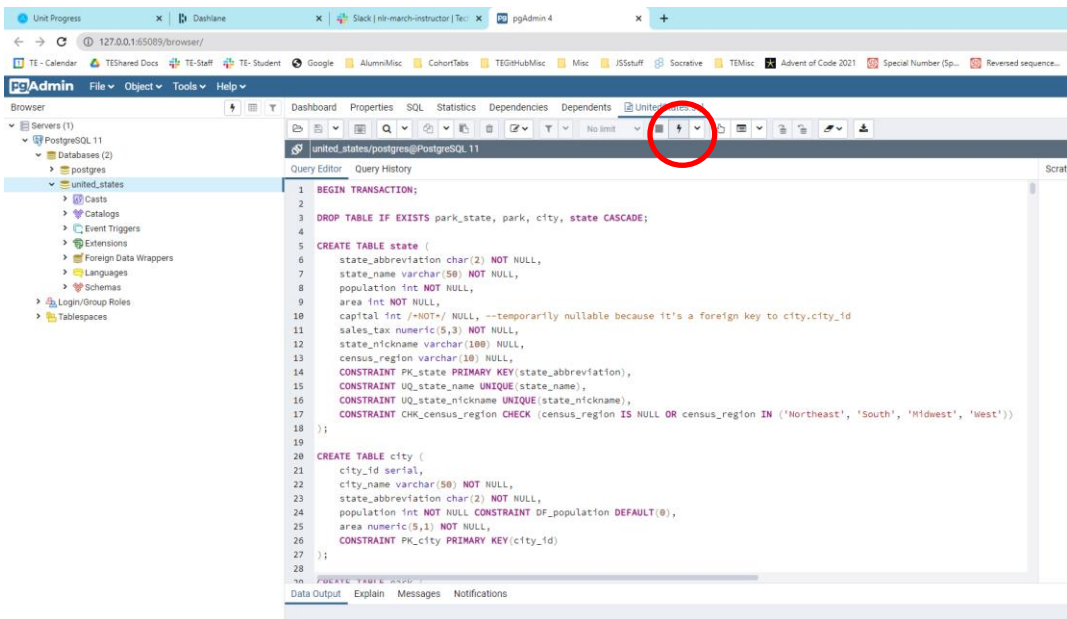 Unit Progress
Dashlane
Slack | nlr-march-instructor | Tec
pgAdmin 4
127.0.0.1:65089/browser/
TE - Calendar TEShared Docs TE-Staff TE- Student Google AlumniMisc CohortTabs TEGitHubMisc Misc JSSstuff Socrative TEMisc Advent of Code 2021 Special Number (Sp... Reversed sequence...
PgAdmin File Object Tools Help
Browser
Dashboard Properties SQL Statistics Dependencies Dependents
Servers (1)
PostgreSQL 11
Databases (2)
postgres
united_states
Casts
Catalogs
Event Triggers
Extensions
Foreign Data Wrappers
Languages
Schemas
Login/Group Roles
Tablespaces
No limit
united_states/postgres@PostgreSQL 11
Query Editor Query History
Scrat
1 BEGIN TRANSACTION;
2
3 DROP TABLE IF EXISTS park_state, park, city, state CASCADE;
4
5 CREATE TABLE state (
6 state_abbreviation char(2) NOT NULL,
7 state_name varchar(50) NOT NULL,
8 population int NOT NULL,
9 area int NOT NULL,
10 capital int /*NOT*/ NULL, --temporarily nullable because it's a foreign key to city.city_id
11 sales_tax numeric(5,3) NOT NULL,
12 state_nickname varchar(100) NULL,
13 census_region varchar(10) NULL,
14 CONSTRAINT PK_state PRIMARY KEY(state_abbreviation),
15 CONSTRAINT UQ_state_name UNIQUE(state_name),
16 CONSTRAINT UQ_state_nickname UNIQUE(state_nickname),
17 CONSTRAINT CHK_census_region CHECK (census_region IS NULL OR census_region IN ('Northeast', 'South', 'Midwest', 'West'))
18 );
19
20 CREATE TABLE city (
21 city_id serial,
22 city_name varchar(50) NOT NULL,
23 state_abbreviation char(2) NOT NULL,
24 population int NOT NULL CONSTRAINT DF_population DEFAULT(0),
25 area numeric(5,1) NOT NULL,
26 CONSTRAINT PK_city PRIMARY KEY(city_id)
27 );
28
Data Output Explain Messages Notifications